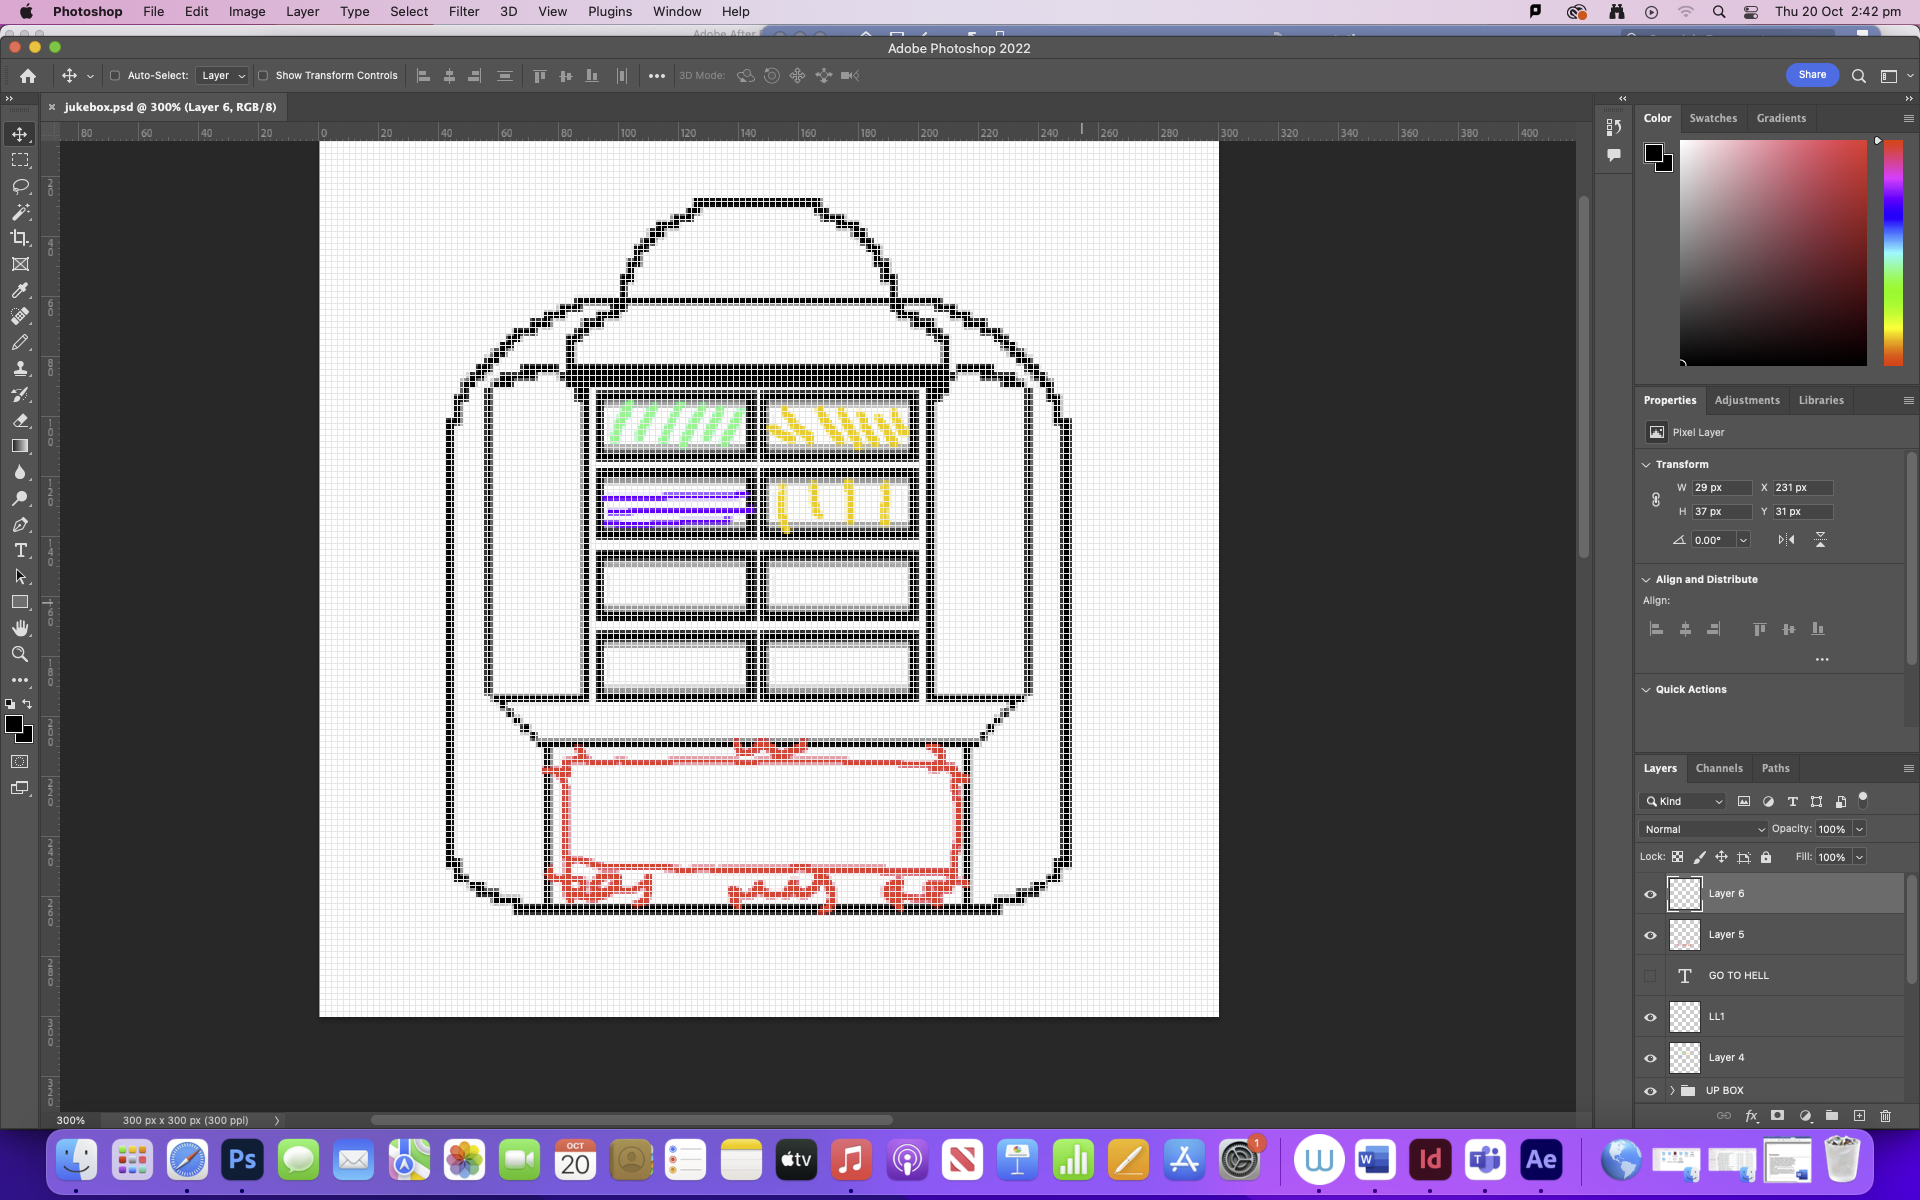 Photoshop File Edit Image Layer Type Select Filter 3D View Plugins Window Help Thu 20 Oct 2:42 pm
Adobe Photoshop 2022
Auto-Select: Layer Show Transform Controls 3D Mode: Share
jukebox.psd @ 300% (Layer 6, RGB/8)
80 60 40 20 0 20 40 60 80 100 120 140 160 180 200 220 240 260 280 300 320 340 360 380 400
Color Swatches Gradients
Properties Adjustments Libraries
Pixel Layer
Transform
W 29 px X 231 px
H 37 px Y 31 px
0.00°
Align and Distribute
Align:
Quick Actions
Layers Channels Paths
Kind
Normal Opacity: 100%
Lock: Fill: 100%
Layer 6
Layer 5
GO TO HELL
LL1
Layer 4
UP BOX
300% 300 px x 300 px (300 ppi)
OCT
20
Ps
tv
1
W
Id
Ae